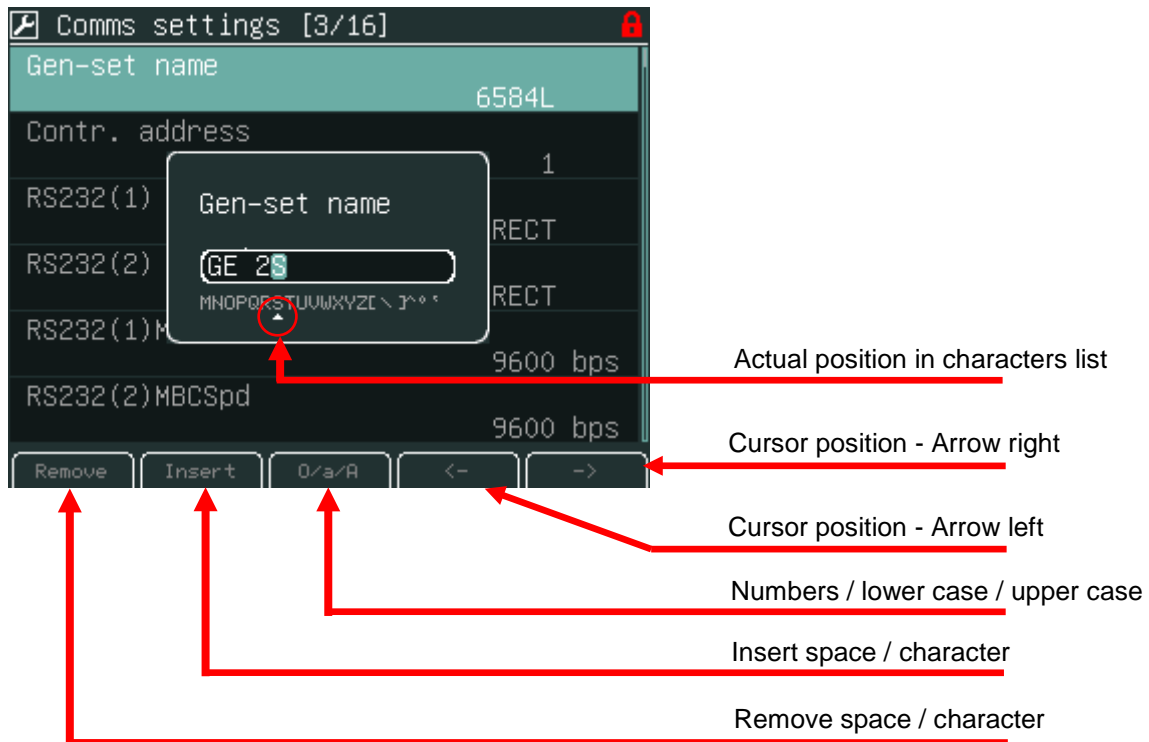 Comms settings [3/16]
Gen-set name
6584L
Contr. address
1
RS232(1)
RECT
RS232(2)
RECT
RS232(1)M
9600 bps
RS232(2)MBCSpd
9600 bps
Gen-set name
GE 2S
MNOPQRSTUVWXYZ[\]^
Remove Insert 0/a/A <- ->
Actual position in characters list
Cursor position - Arrow right
Cursor position - Arrow left
Numbers / lower case / upper case
Insert space / character
Remove space / character